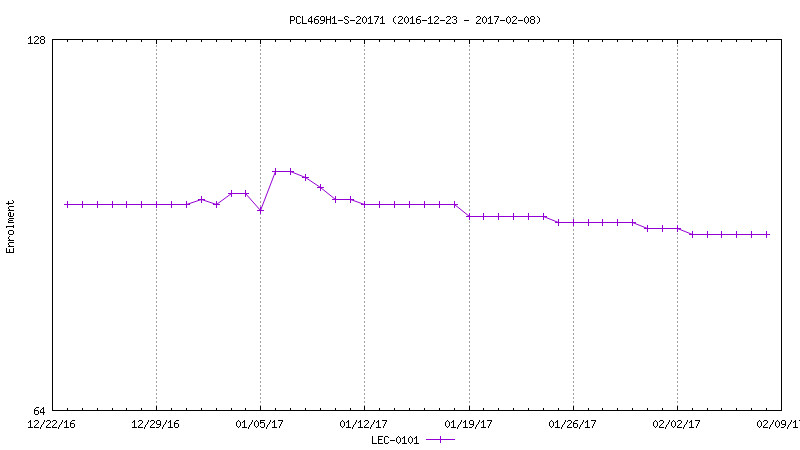 PCL469H1-S-20171 (2016-12-23 - 2017-02-08)
128
Enrolment
64
12/22/16 12/29/16 01/05/17 01/12/17 01/19/17 01/26/17 02/02/17 02/09/17
LEC-0101